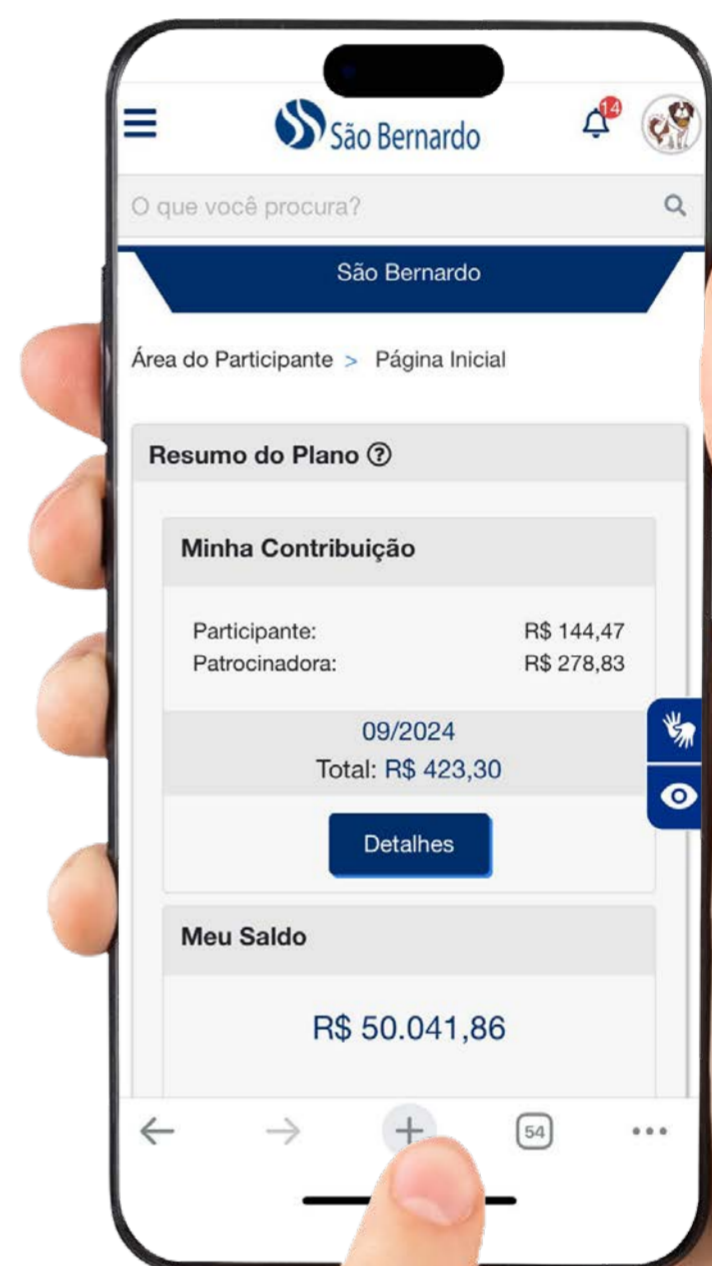 São Bernardo
14
O que você procura?
São Bernardo
Área do Participante > Página Inicial
Resumo do Plano ?
Minha Contribuição
Participante: R$ 144,47
Patrocinadora: R$ 278,83
09/2024
Total: R$ 423,30
Detalhes
Meu Saldo
R$ 50.041,86
54